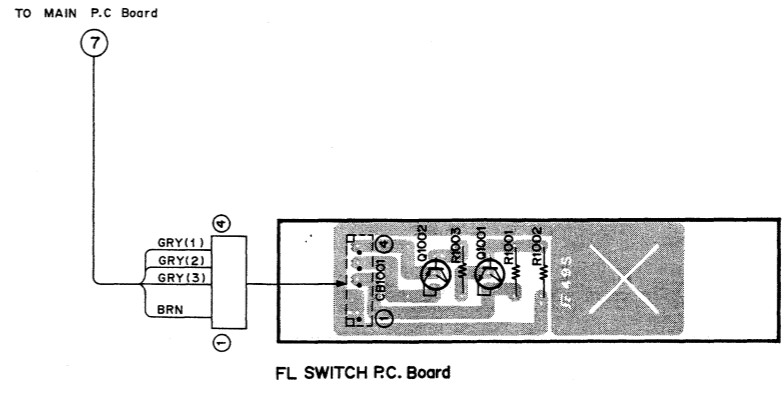 TO MAIN P.C Board
7
4
GRY(1)
GRY(2)
GRY(3)
BRN
1
4
CB1001
1
Q1002
R1003
Q1001
R1001
R1002
FL SWITCH P.C. Board